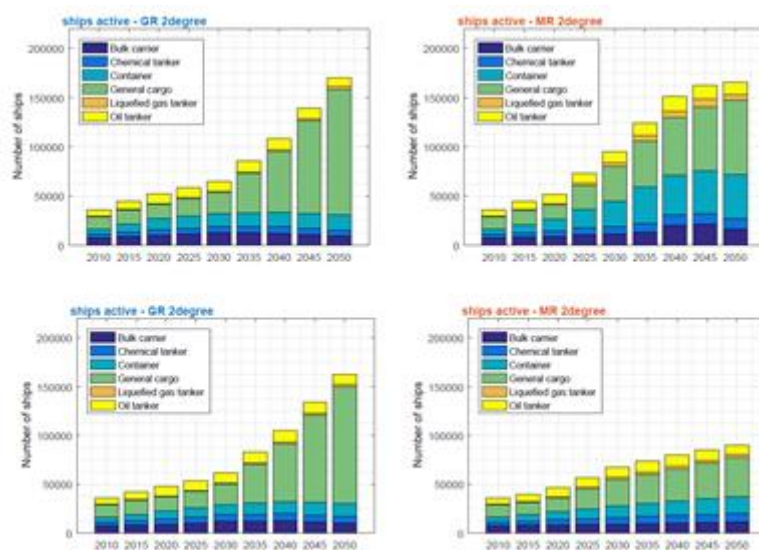 ships active - GR 2degree
200000
150000
100000
50000
0
Number of ships
Bulk carrier
Chemical tanker
Container
General cargo
Liquefied gas tanker
Oil tanker
2010 2015 2020 2025 2030 2035 2040 2045 2050
ships active - MR 2degree
200000
150000
100000
50000
0
Number of ships
Bulk carrier
Chemical tanker
Container
General cargo
Liquefied gas tanker
Oil tanker
2010 2015 2020 2025 2030 2035 2040 2045 2050
ships active - GR 2degree
200000
150000
100000
50000
0
Number of ships
Bulk carrier
Chemical tanker
Container
General cargo
Liquefied gas tanker
Oil tanker
2010 2015 2020 2025 2030 2035 2040 2045 2050
ships active - MR 2degree
200000
150000
100000
50000
0
Number of ships
Bulk carrier
Chemical tanker
Container
General cargo
Liquefied gas tanker
Oil tanker
2010 2015 2020 2025 2030 2035 2040 2045 2050